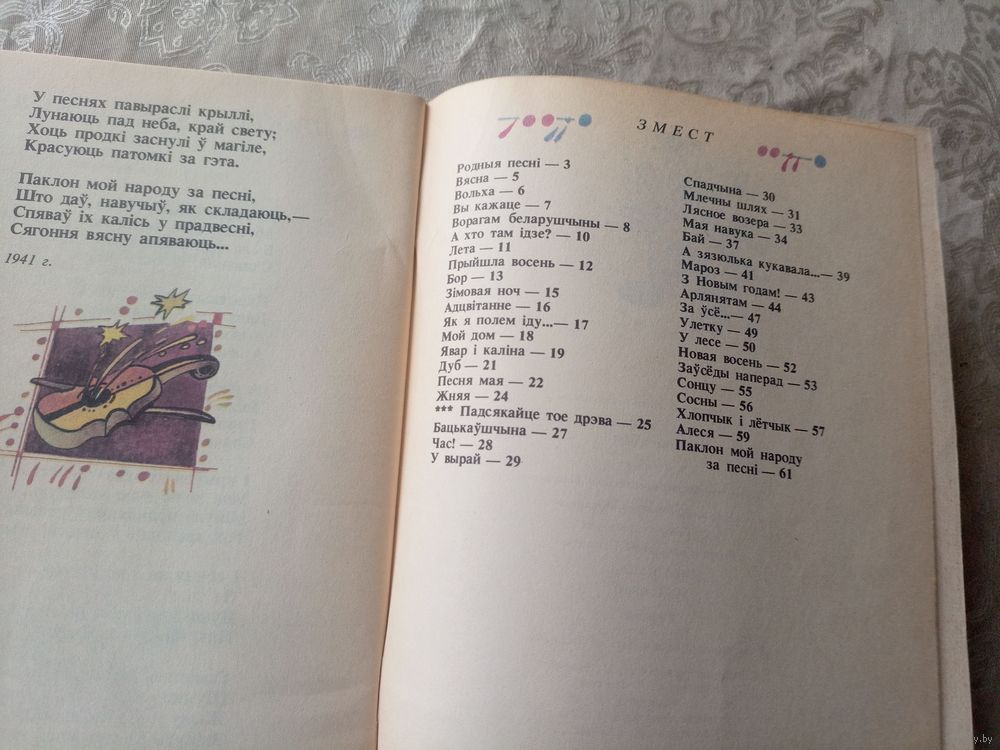 У песнях павыраслі крыллі,
Лунаюць пад неба, край свету;
Хоць продкі заснулі ў магіле,
Красуюць патомкі за гэта.
Паклон мой народу за песні,
Што даў, навучыў, як складаюць,—
Спяваў іх калісь у прадвесні,
Сягоння вясну апяваюць...
1941 г.
ЗМЕСТ
Родныя песні — 3
Вясна — 5
Вольха — 6
Вы кажаце — 7
Ворагам беларушчыны — 8
А хто там ідзе? — 10
Лета — 11
Прыйшла восень — 12
Бор — 13
Зімовая ноч — 15
Адцвітанне — 16
Як я полем іду...— 17
Мой дом — 18
Явар і каліна — 19
Дуб — 21
Песня мая — 22
Жняя — 24
*** Падсякайце тое дрэва — 25
Бацькаўшчына — 27
Час! — 28
У вырай — 29
Спадчына — 30
Млечны шлях — 31
Лясное возера — 33
Мая навука — 34
Бай — 37
А зязюлька кукавала...— 39
Мароз — 41
З Новым годам! — 43
Арлянятам — 44
За ўсё...— 47
Улетку — 49
У лесе — 50
Новая восень — 52
Заўсёды наперад — 53
Сонцу — 55
Сосны — 56
Хлопчык і лётчык — 57
Алеся — 59
Паклон мой народу
за песні — 61